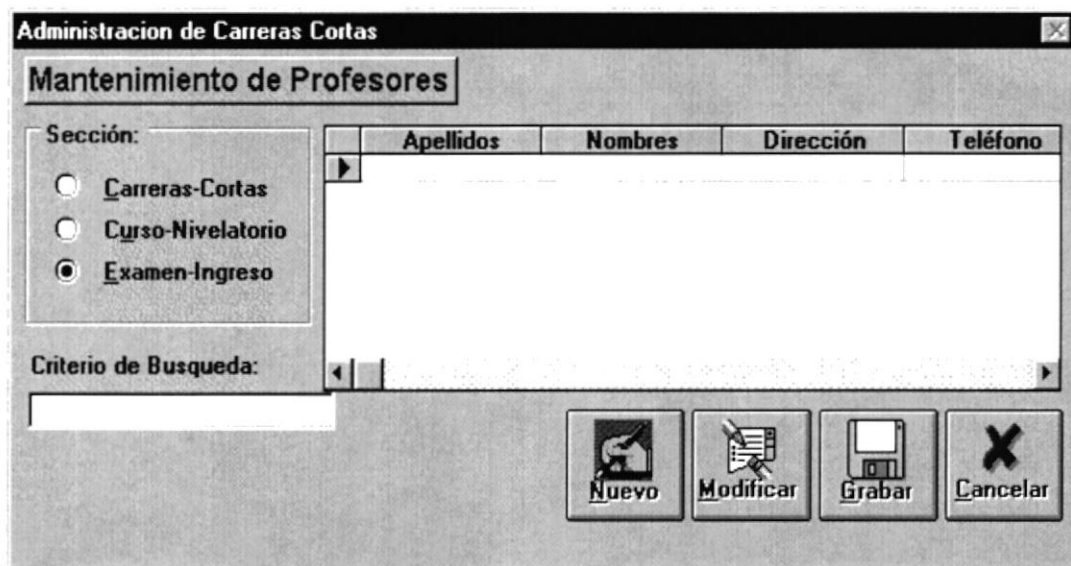 Administracion de Carreras Cortas
Mantenimiento de Profesores
Sección:
Carreras-Cortas
Curso-Nivelatorio
Examen-Ingreso
Apellidos Nombres Dirección Teléfono
Criterio de Busqueda:
Nuevo Modificar Grabar Cancelar